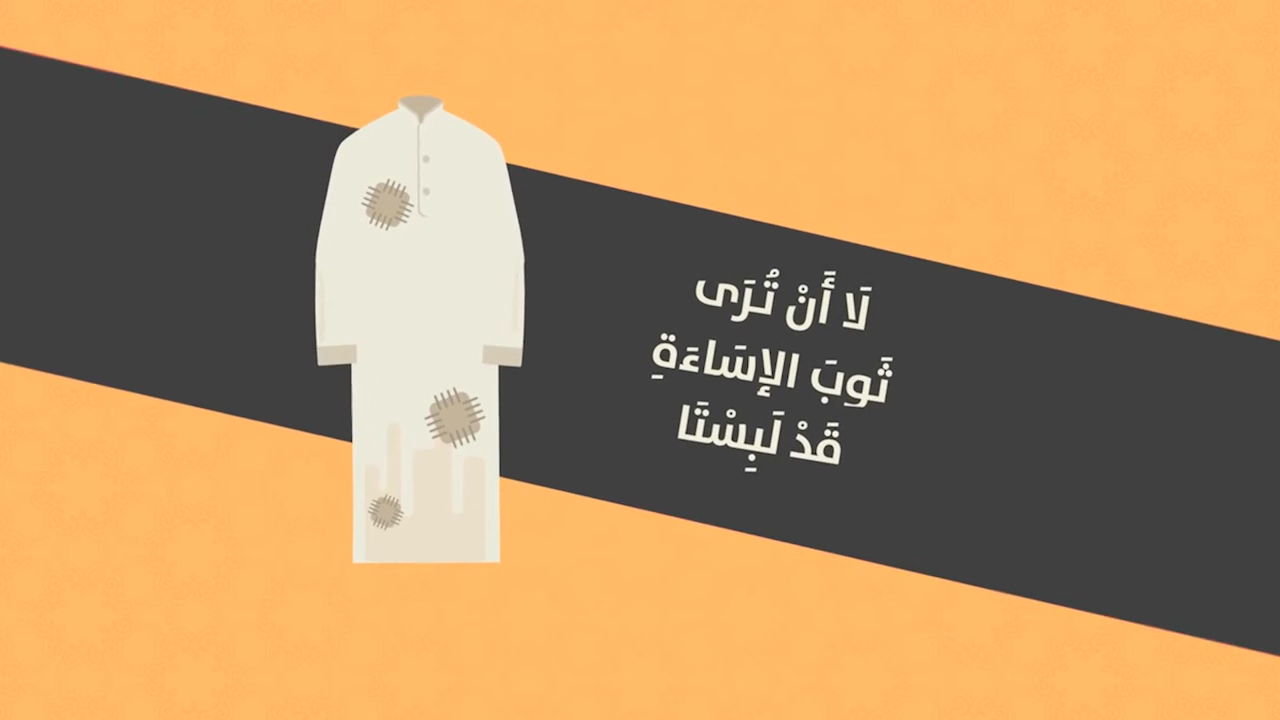 لَا أَنْ تُرَى
ثَوبَ الإسَاءَةِ
قَدْ لَبِسْتَا